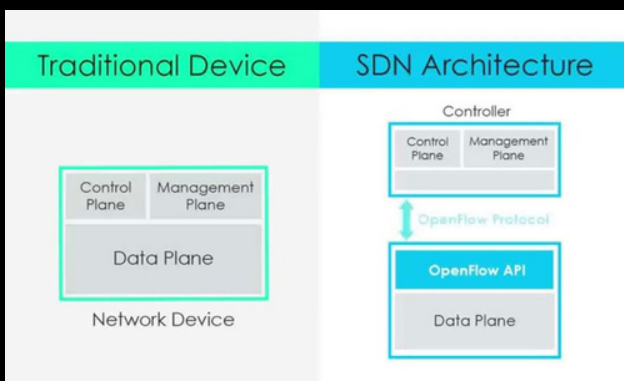 Traditional Device
Control
Plane
Management
Plane
Data Plane
Network Device
SDN Architecture
Controller
Control
Plane
Management
Plane
OpenFlow Protocol
OpenFlow API
Data Plane